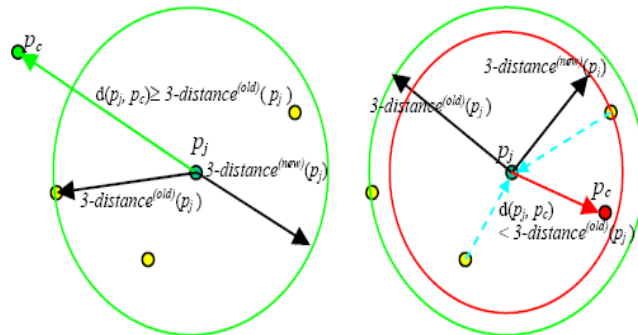 p_c
d(p_j, p_c) ≥ 3-distance^(old)(p_j)
p_j
3-distance^(new)(p_j)
3-distance^(old)(p_j)
3-distance^(new)(p_j)
3-distance^(old)(p_j)
p_j
p_c
d(p_j, p_c)
< 3-distance^(old)(p_j)